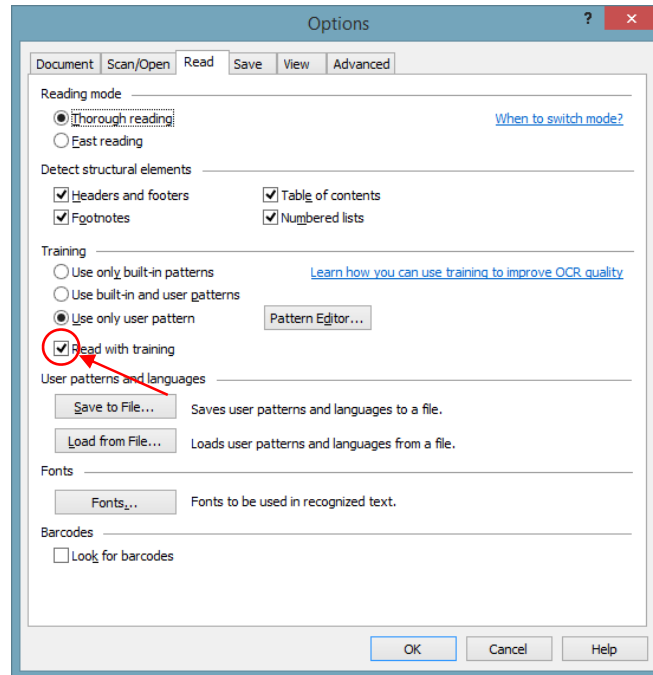 Options ? ×
Document Scan/Open Read Save View Advanced
Reading mode
Thorough reading When to switch mode?
Fast reading
Detect structural elements
Headers and footers Table of contents
Footnotes Numbered lists
Training
Use only built-in patterns Learn how you can use training to improve OCR quality
Use built-in and user patterns
Use only user pattern Pattern Editor...
Read with training
User patterns and languages
Save to File... Saves user patterns and languages to a file.
Load from File... Loads user patterns and languages from a file.
Fonts
Fonts... Fonts to be used in recognized text.
Barcodes
Look for barcodes
OK Cancel Help